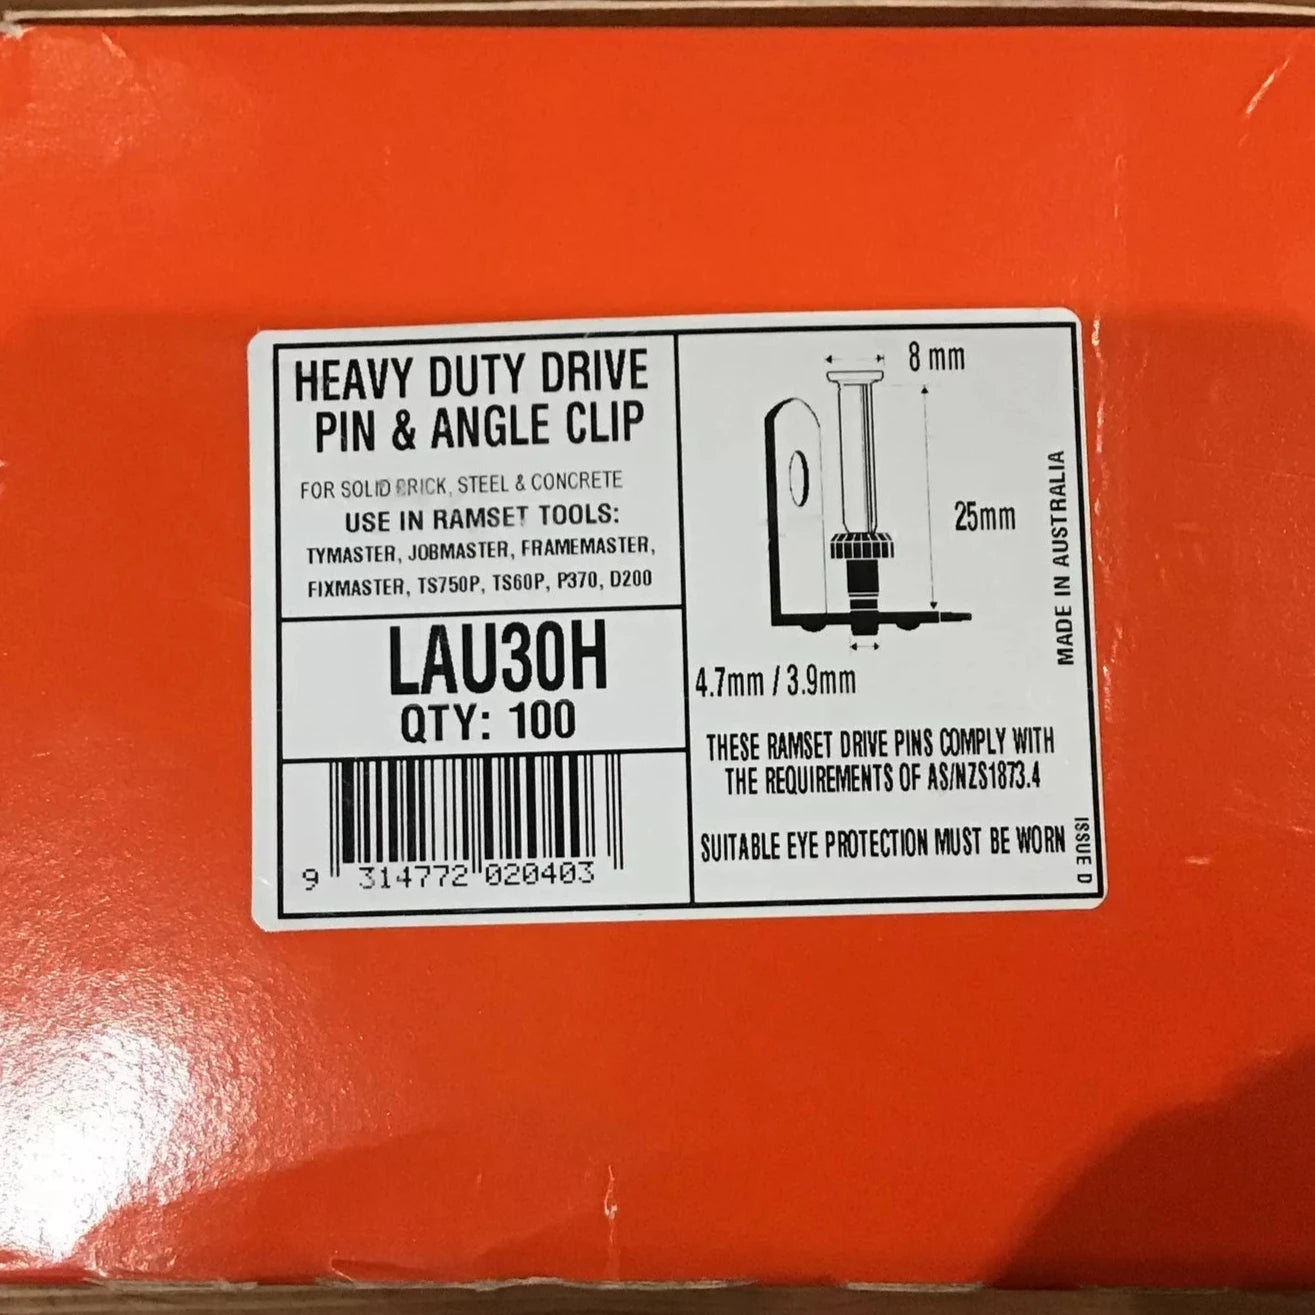 HEAVY DUTY DRIVE
PIN & ANGLE CLIP
FOR SOLID BRICK, STEEL & CONCRETE
USE IN RAMSET TOOLS:
TYMASTER, JOBMASTER, FRAMEMASTER,
FIXMASTER, TS750P, TS60P, P370, D200
LAU30H
QTY: 100
9 314772 020403
8 mm
25mm
4.7mm / 3.9mm
MADE IN AUSTRALIA
THESE RAMSET DRIVE PINS COMPLY WITH
THE REQUIREMENTS OF AS/NZS1873.4
SUITABLE EYE PROTECTION MUST BE WORN
ISSUE D